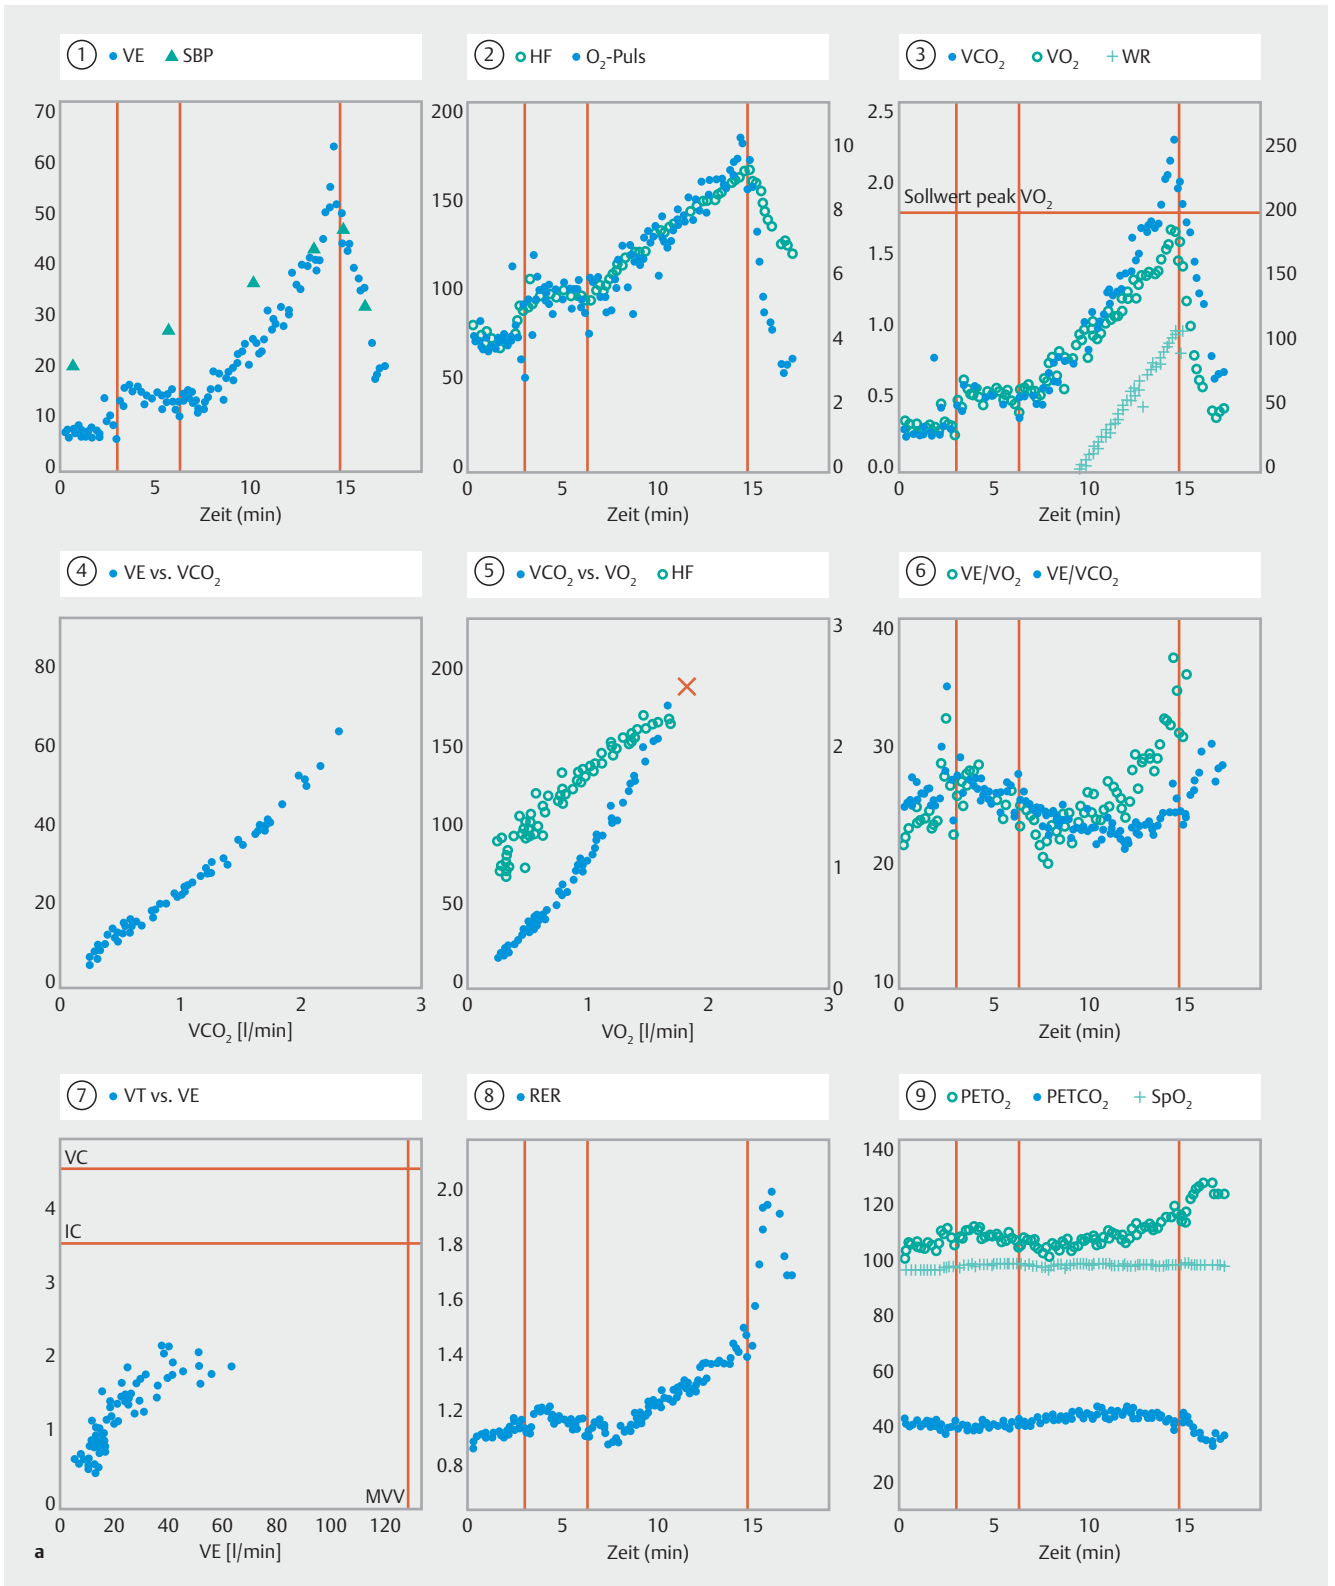 1 VE SBP
70
60
50
40
30
20
10
0
0 5 10 15
Zeit (min)
2 HF O₂-Puls
200
150
100
50
0
10
8
6
4
2
0
0 5 10 15
Zeit (min)
3 VCO₂ VO₂ WR
2.5
2.0
1.5
1.0
0.5
0.0
Sollwert peak VO₂
250
200
150
100
50
0
0 5 10 15
Zeit (min)
4 VE vs. VCO₂
80
60
40
20
0
0 1 2 3
VCO₂ [l/min]
5 VCO₂ vs. VO₂ HF
200
150
100
50
0
3
2
1
0
0 1 2 3
VO₂ [l/min]
6 VE/VO₂ VE/VCO₂
40
30
20
10
0 5 10 15
Zeit (min)
7 VT vs. VE
VC
4
IC
3
2
1
0
MVV
0 20 40 60 80 100 120
VE [l/min]
8 RER
2.0
1.8
1.6
1.4
1.2
0.8
0 5 10 15
Zeit (min)
9 PETO₂ PETCO₂ SpO₂
140
120
100
80
60
40
20
0 5 10 15
Zeit (min)
a